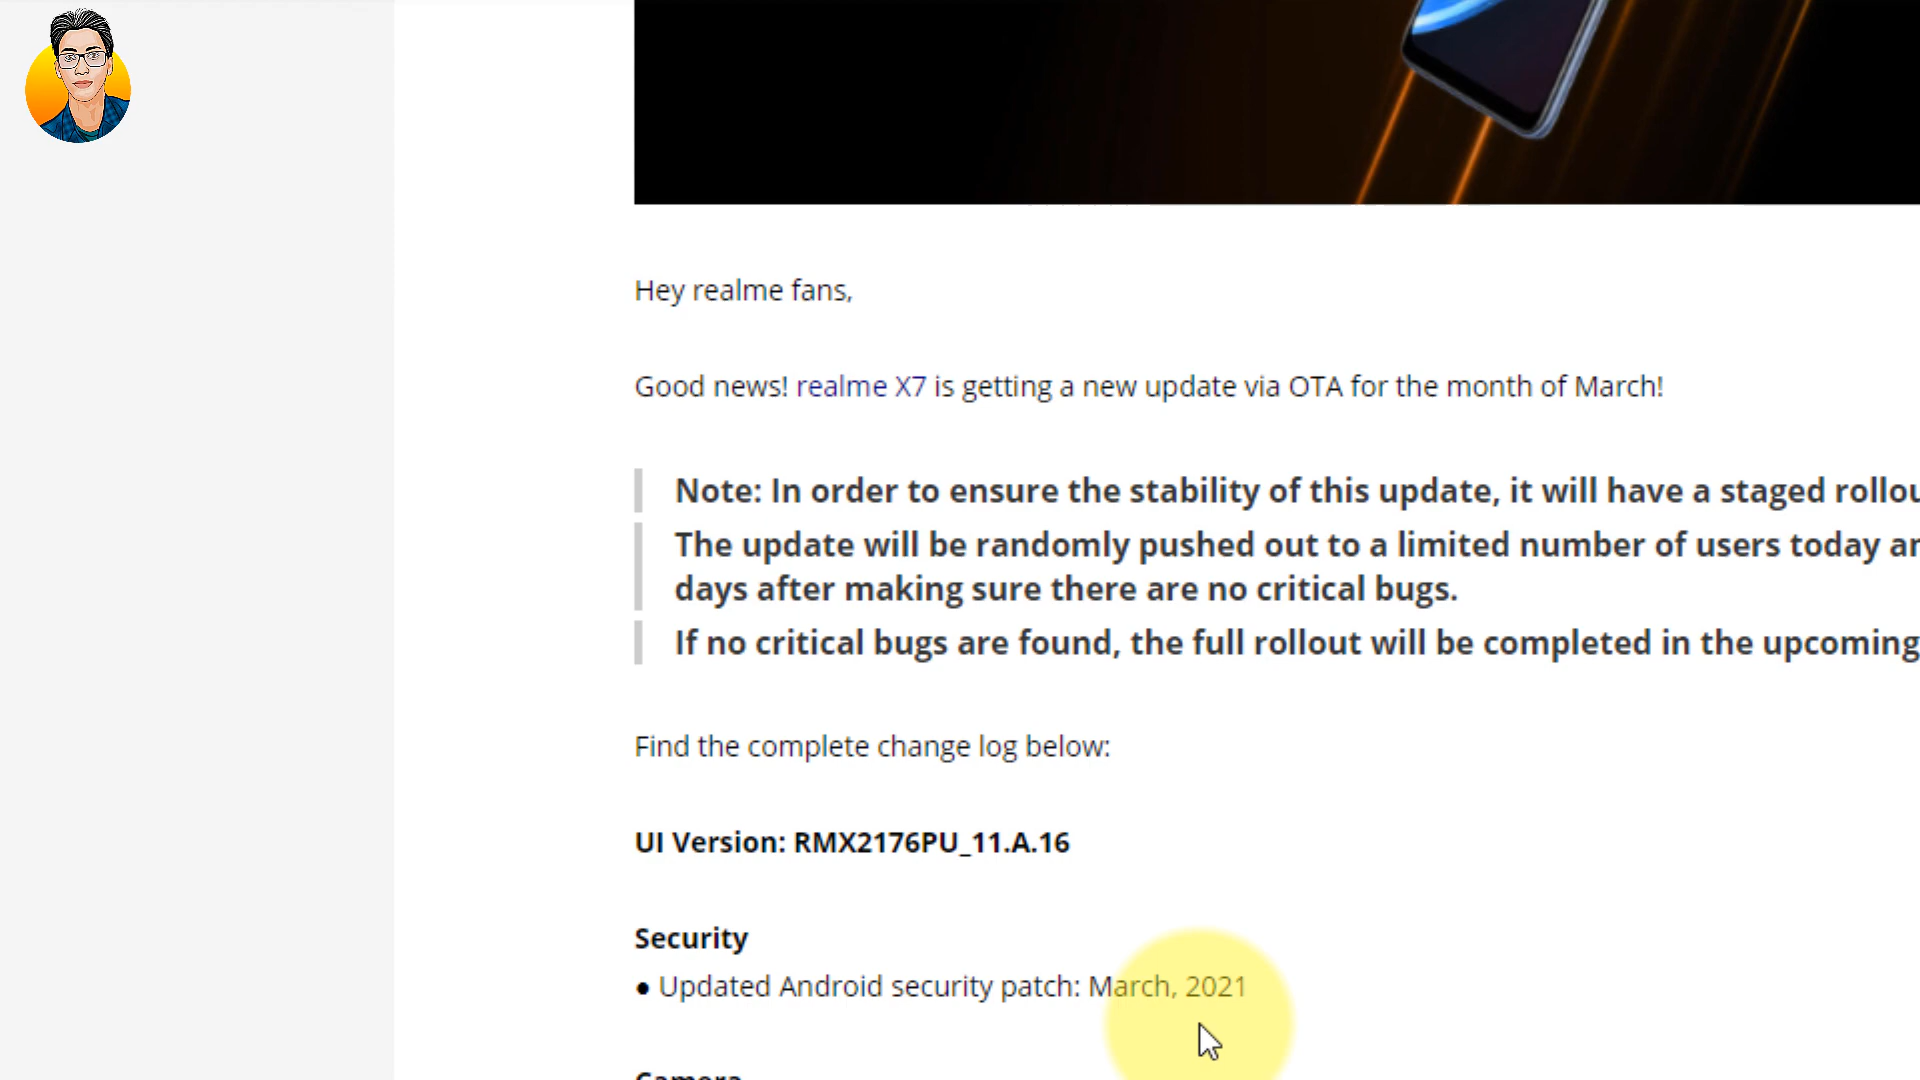 Hey realme fans,
Good news! realme X7 is getting a new update via OTA for the month of March!
Note: In order to ensure the stability of this update, it will have a staged
The update will be randomly pushed out to a limited number of users today
days after making sure there are no critical bugs.
If no critical bugs are found, the full rollout will be completed in the upcoming
Find the complete change log below:
UI Version: RMX2176PU_11.A.16
Security
● Updated Android security patch: March, 2021